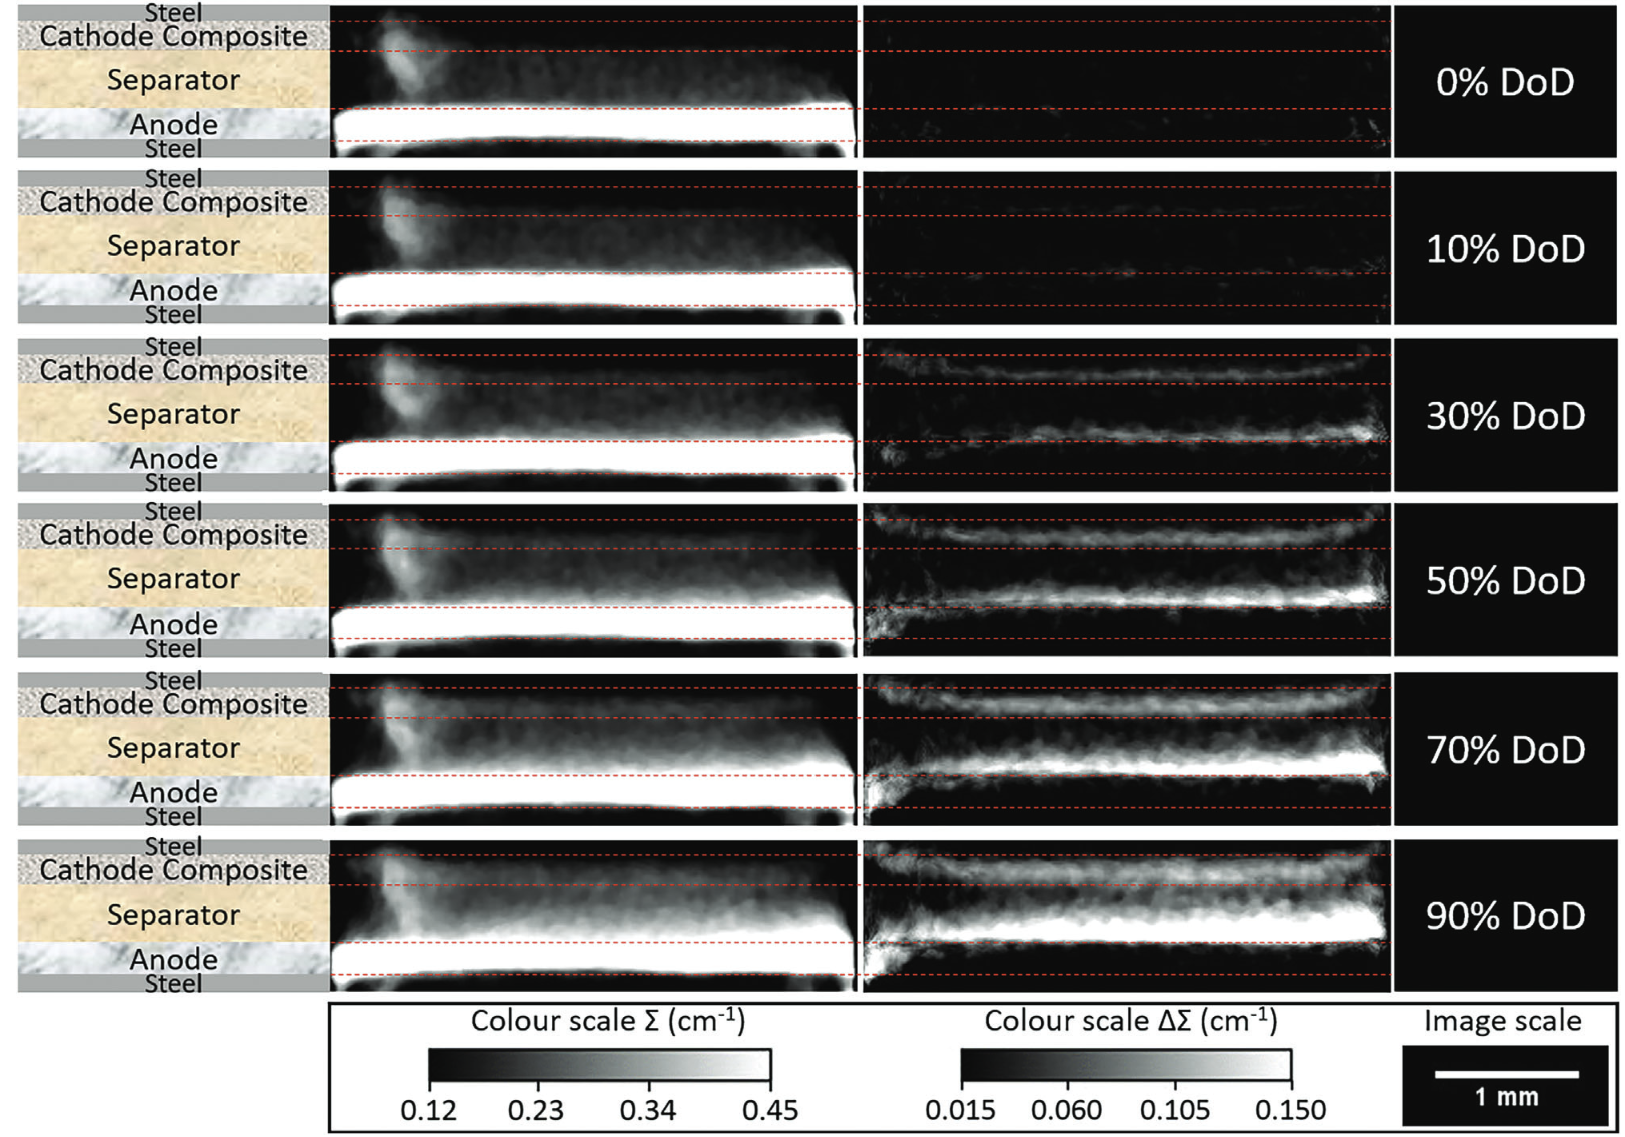 Steel
Cathode Composite
Separator
Anode
Steel
0% DoD
Steel
Cathode Composite
Separator
Anode
Steel
10% DoD
Steel
Cathode Composite
Separator
Anode
Steel
30% DoD
Steel
Cathode Composite
Separator
Anode
Steel
50% DoD
Steel
Cathode Composite
Separator
Anode
Steel
70% DoD
Steel
Cathode Composite
Separator
Anode
Steel
90% DoD
Colour scale Σ (cm⁻¹)
0.12 0.23 0.34 0.45
Colour scale ΔΣ (cm⁻¹)
0.015 0.060 0.105 0.150
Image scale
1 mm